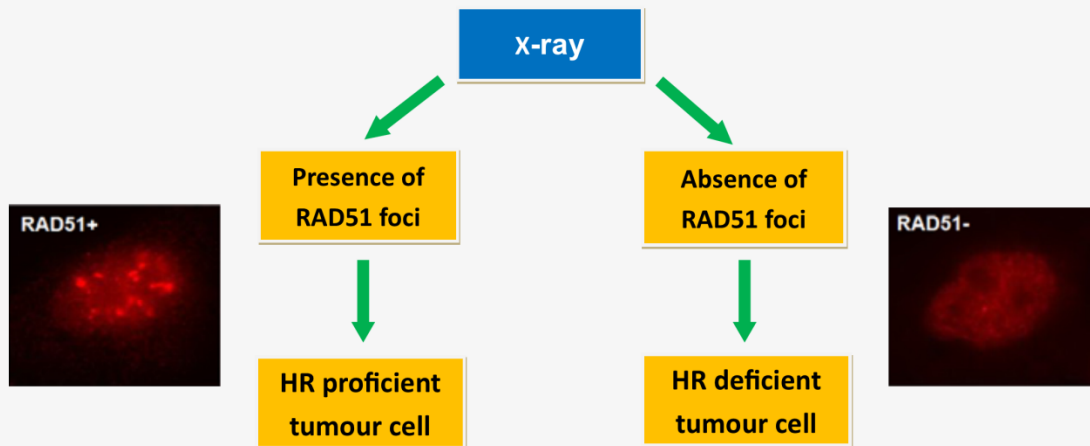 X-ray
Presence of
RAD51 foci
Absence of
RAD51 foci
RAD51+
RAD51-
HR proficient
tumour cell
HR deficient
tumour cell